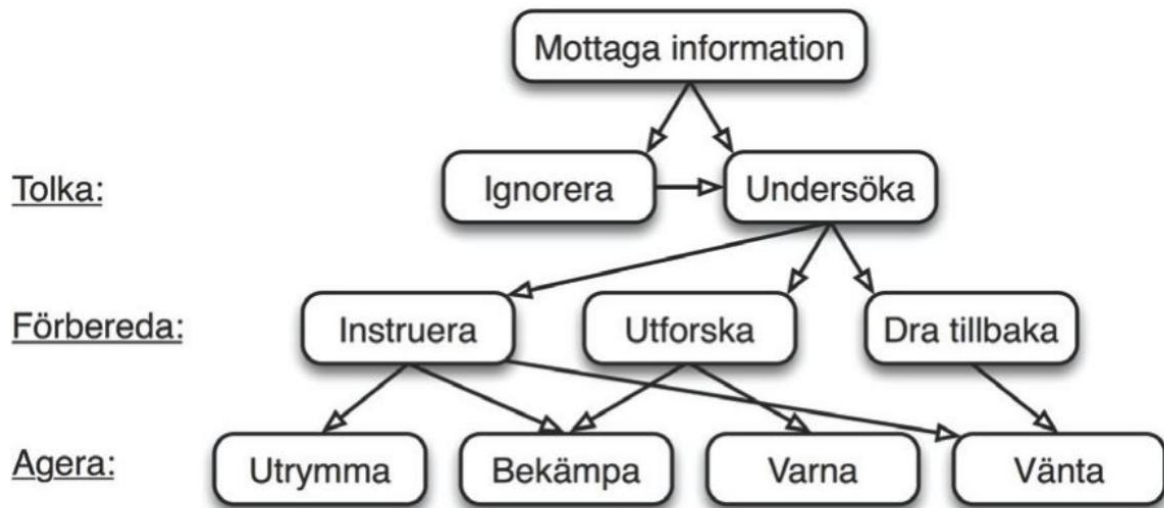 Mottaga information
Tolka: Ignorera Undersöka
Förbereda: Instruera Utforska Dra tillbaka
Agera: Utrymma Bekämpa Varna Vänta